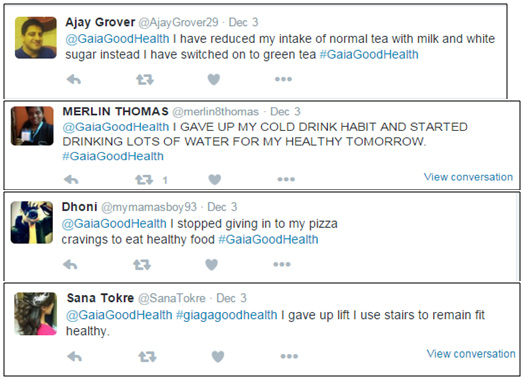 Ajay Grover @AjayGrover29 · Dec 3
@GaiaGoodHealth I have reduced my intake of normal tea with milk and white
sugar instead I have switched on to green tea #GaiaGoodHealth
MERLIN THOMAS @merlin8thomas · Dec 3
@GaiaGoodHealth I GAVE UP MY COLD DRINK HABIT AND STARTED
DRINKING LOTS OF WATER FOR MY HEALTHY TOMORROW.
#GaiaGoodHealth
1
View conversation
Dhoni @mymamasboy93 · Dec 3
@GaiaGoodHealth I stopped giving in to my pizza
cravings to eat healthy food #GaiaGoodHealth
Sana Tokre @SanaTokre · Dec 3
@GaiaGoodHealth #giagagoodhealth I gave up lift I use stairs to remain fit
healthy.
View conversation